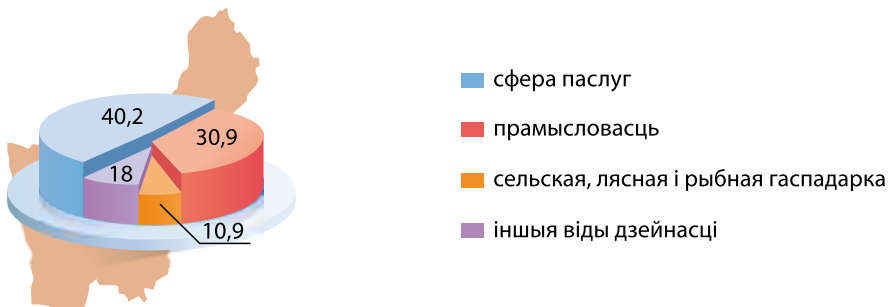 40,2
30,9
18
10,9
сфера паслуг
прамысловасць
сельская, лясная і рыбная гаспадарка
іншыя віды дзейнасці